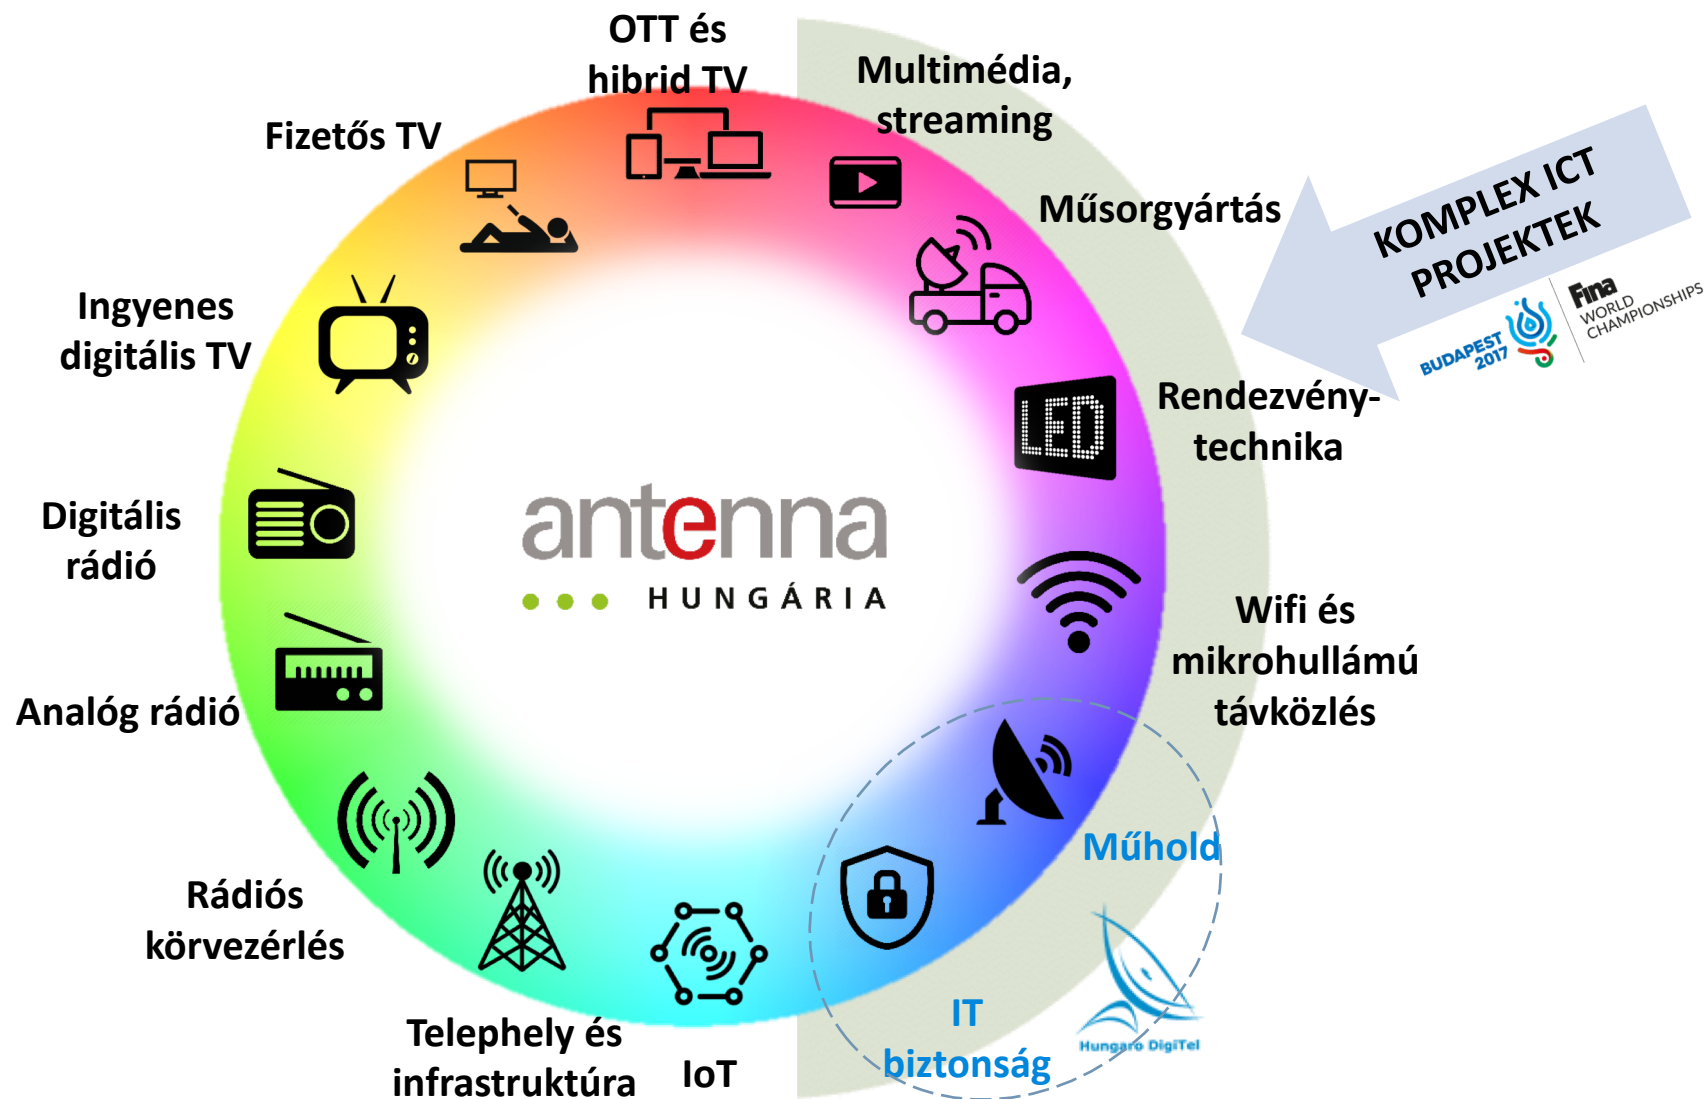 OTT és
hibrid TV
Multimédia,
streaming
Fizetős TV
Műsorgyártás
KOMPLEX ICT
PROJEKTEK
BUDAPEST
2017
Fina
WORLD
CHAMPIONSHIPS
Ingyenes
digitális TV
LED
Rendezvény-
technika
Digitális
rádió
antenna
HUNGÁRIA
Wifi és
mikrohullámú
távközlés
Analóg rádió
Műhold
Rádiós
körvezérlés
Hungaro DigiTel
IT
biztonság
Telephely és
infrastruktúra
IoT